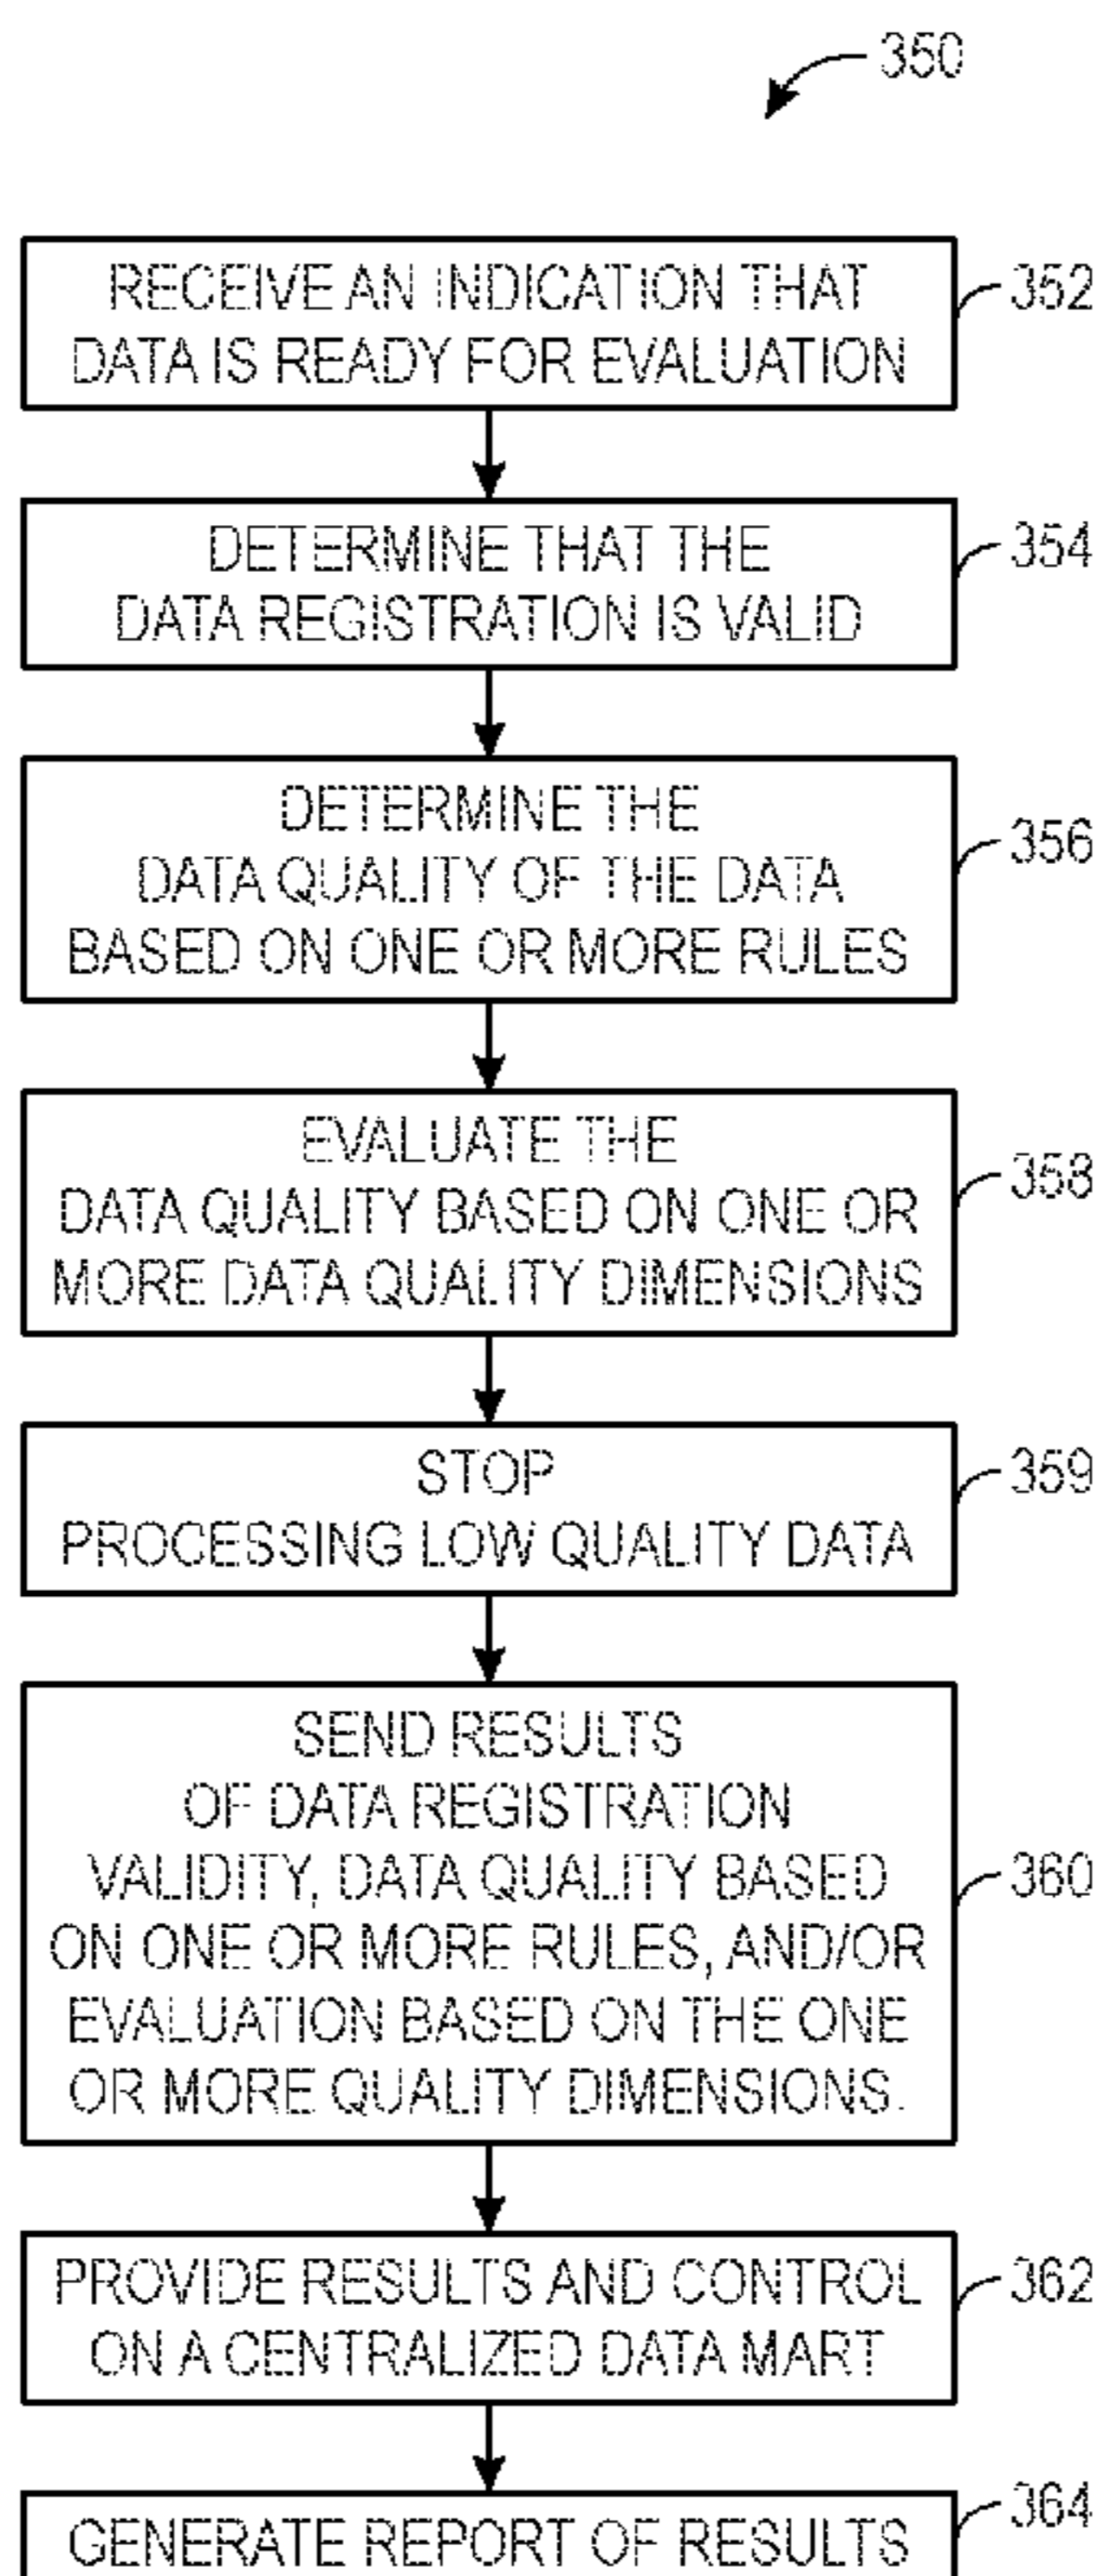 350
RECEIVE AN INDICATION THAT
DATA IS READY FOR EVALUATION
352
DETERMINE THAT THE
DATA REGISTRATION IS VALID
354
DETERMINE THE
DATA QUALITY OF THE DATA
BASED ON ONE OR MORE RULES
356
EVALUATE THE
DATA QUALITY BASED ON ONE OR
MORE DATA QUALITY DIMENSIONS
358
STOP
PROCESSING LOW QUALITY DATA
359
SEND RESULTS
OF DATA REGISTRATION
VALIDITY, DATA QUALITY BASED
ON ONE OR MORE RULES, AND/OR
EVALUATION BASED ON THE ONE
OR MORE QUALITY DIMENSIONS.
360
PROVIDE RESULTS AND CONTROL
ON A CENTRALIZED DATA MART
362
GENERATE REPORT OF RESULTS
364